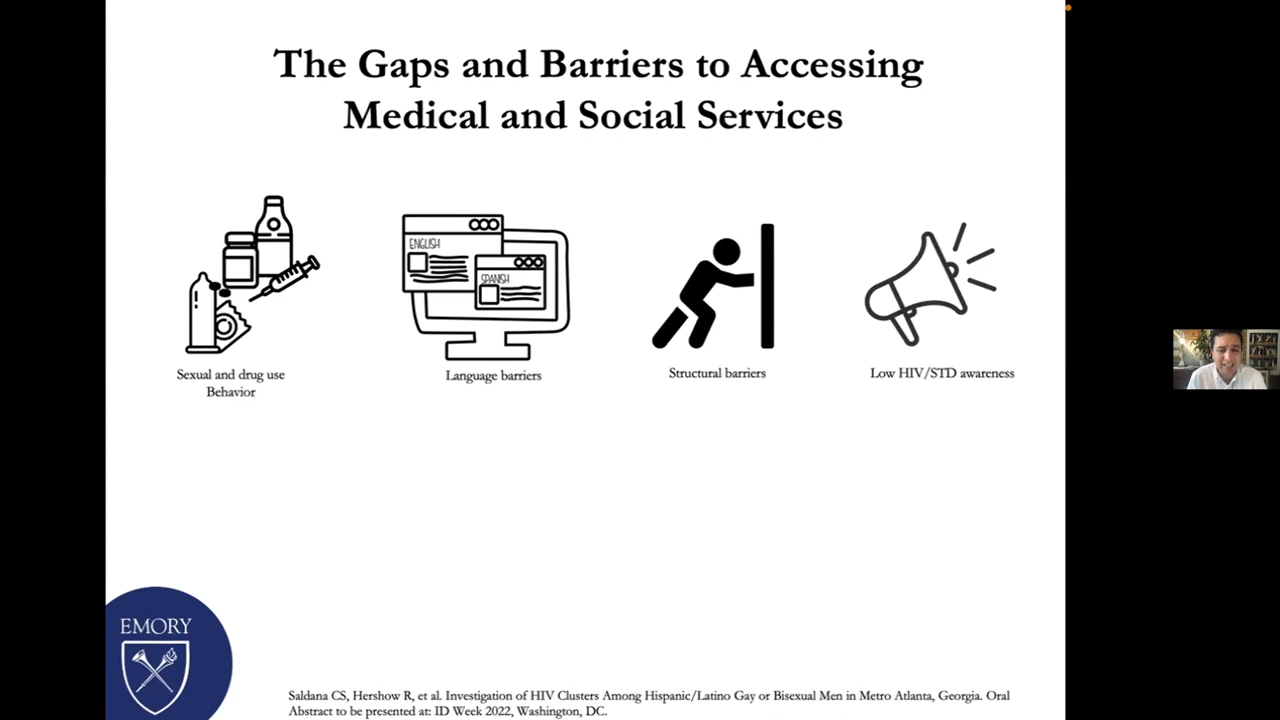 The Gaps and Barriers to Accessing
Medical and Social Services
ENGLISH
SPANISH
Sexual and drug use
Behavior
Language barriers
Structural barriers
Low HIV/STD awareness
EMORY
Saldana CS, Hershow R, et al. Investigation of HIV Clusters Among Hispanic/Latino Gay or Bisexual Men in Metro Atlanta, Georgia. Oral
Abstract to be presented at: ID Week 2022, Washington, DC.